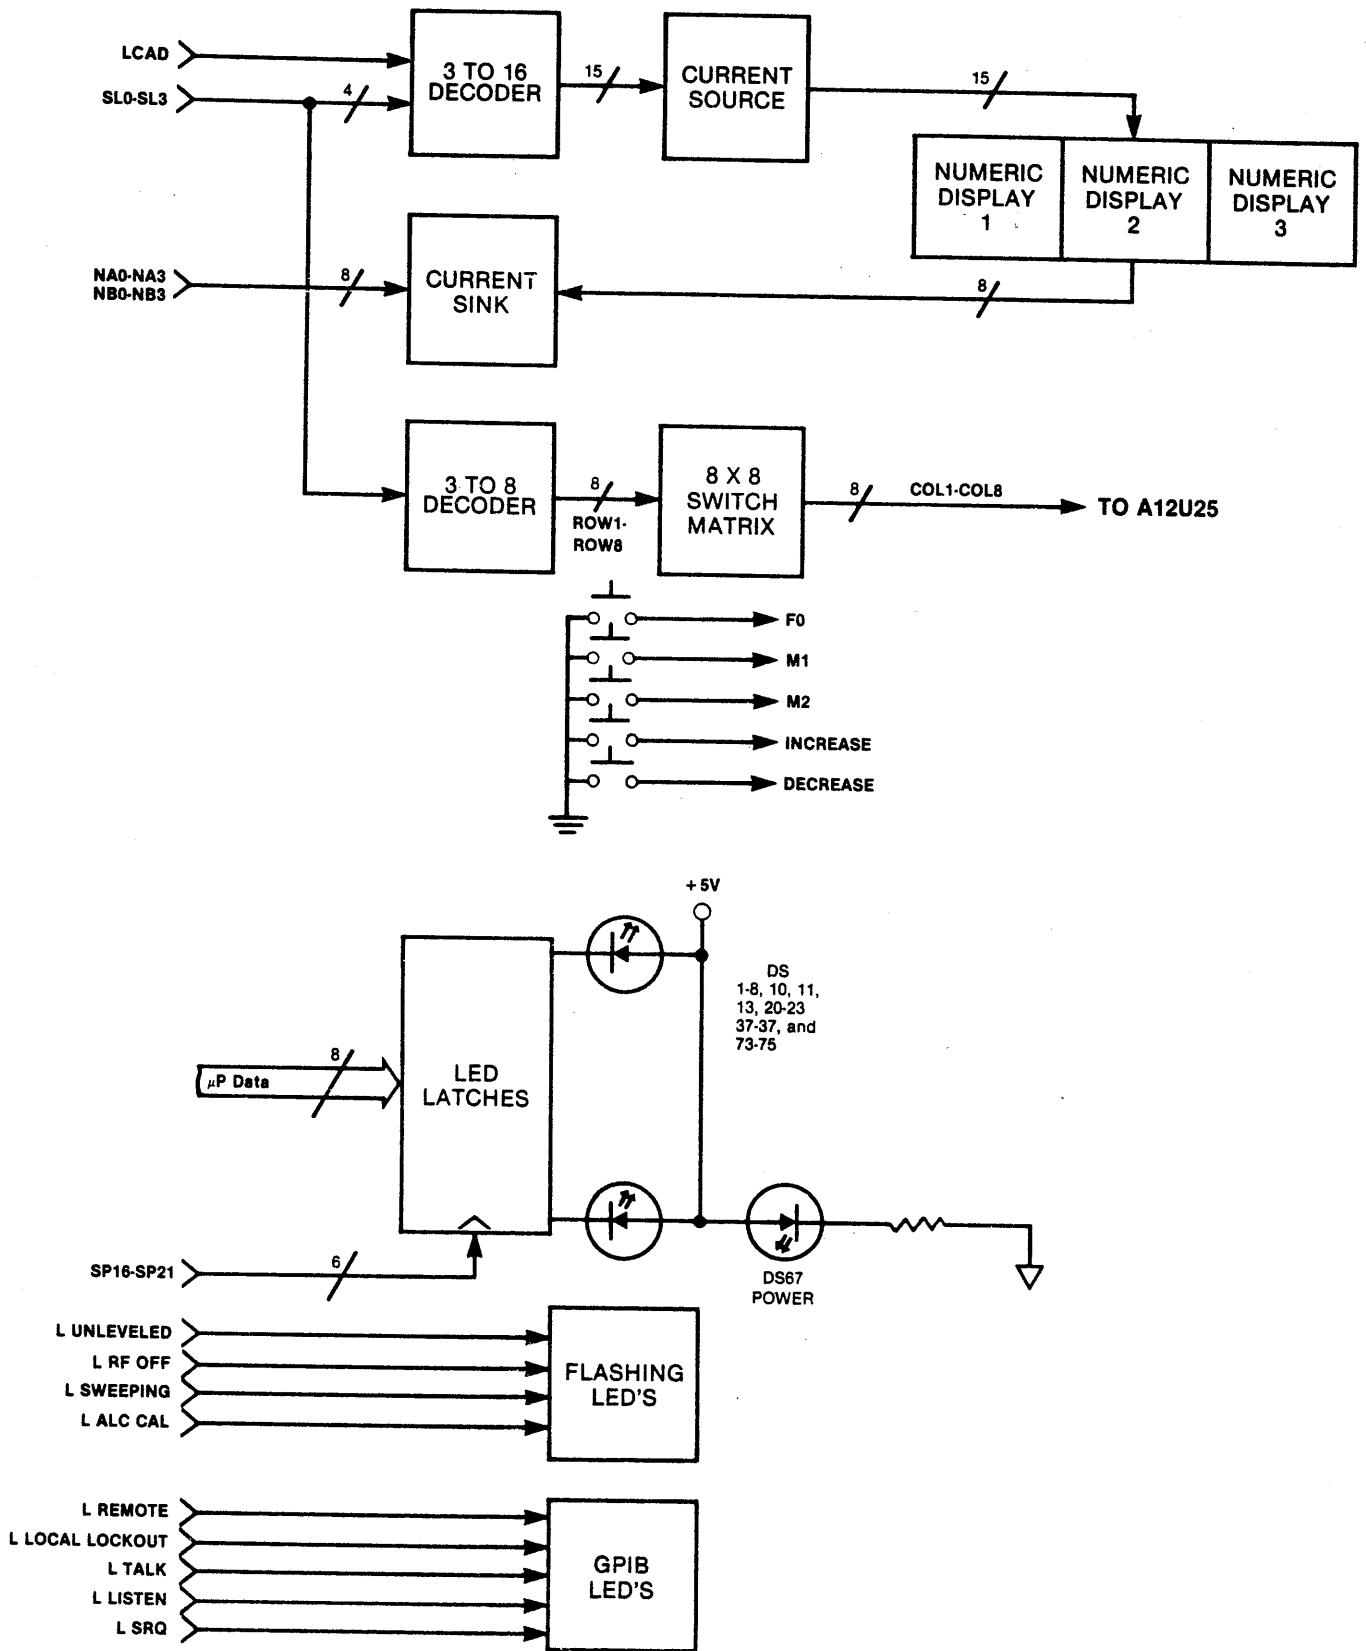 LCAD
SL0-SL3
4
3 TO 16
DECODER
15
CURRENT
SOURCE
15
NUMERIC
DISPLAY
1
NUMERIC
DISPLAY
2
NUMERIC
DISPLAY
3
NA0-NA3
NB0-NB3
8
CURRENT
SINK
8
3 TO 8
DECODER
8
ROW1-
ROW8
8 X 8
SWITCH
MATRIX
8
COL1-COL8
TO A12U25
F0
M1
M2
INCREASE
DECREASE
+5V
DS
1-8, 10, 11,
13, 20-23
37-37, and
73-75
μP Data
8
LED
LATCHES
SP16-SP21
6
DS67
POWER
L UNLEVELED
L RF OFF
L SWEEPING
L ALC CAL
FLASHING
LED'S
L REMOTE
L LOCAL LOCKOUT
L TALK
L LISTEN
L SRQ
GPIB
LED'S